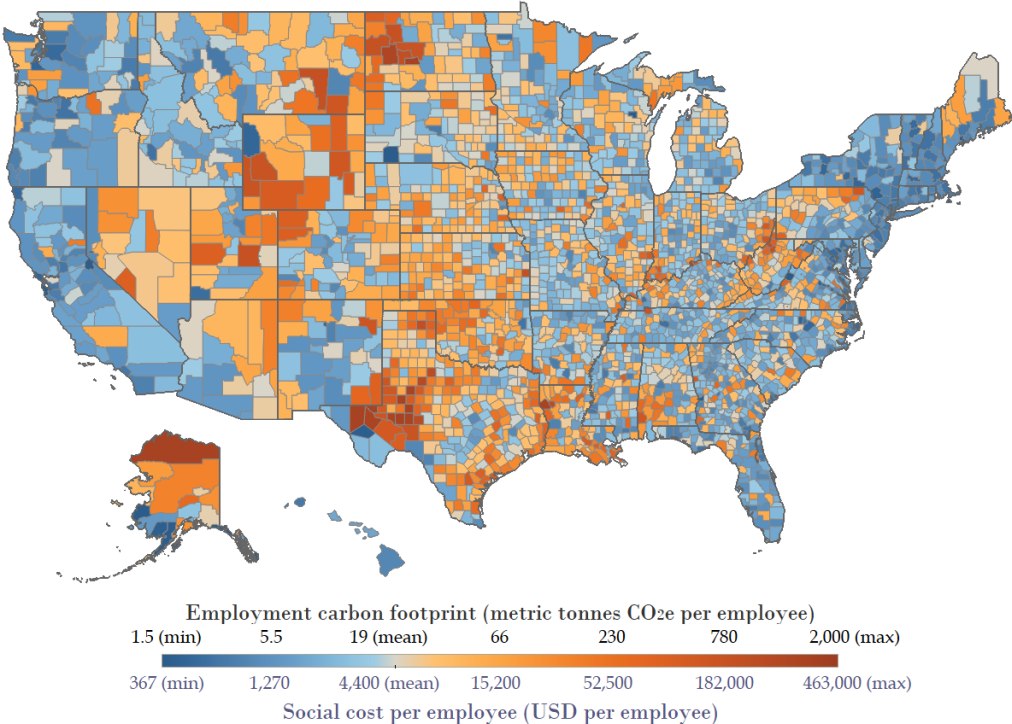 Employment carbon footprint (metric tonnes CO2e per employee)
1.5 (min) 5.5 19 (mean) 66 230 780 2,000 (max)
367 (min) 1,270 4,400 (mean) 15,200 52,500 182,000 463,000 (max)
Social cost per employee (USD per employee)